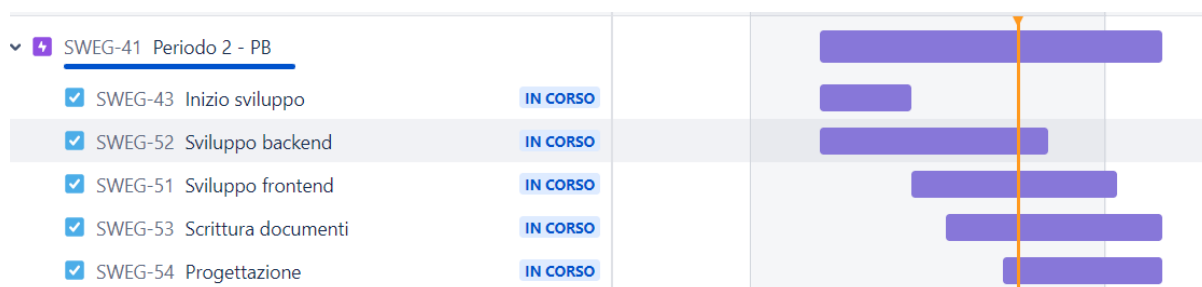 SWEG-41 Periodo 2 - PB
SWEG-43 Inizio sviluppo IN CORSO
SWEG-52 Sviluppo backend IN CORSO
SWEG-51 Sviluppo frontend IN CORSO
SWEG-53 Scrittura documenti IN CORSO
SWEG-54 Progettazione IN CORSO